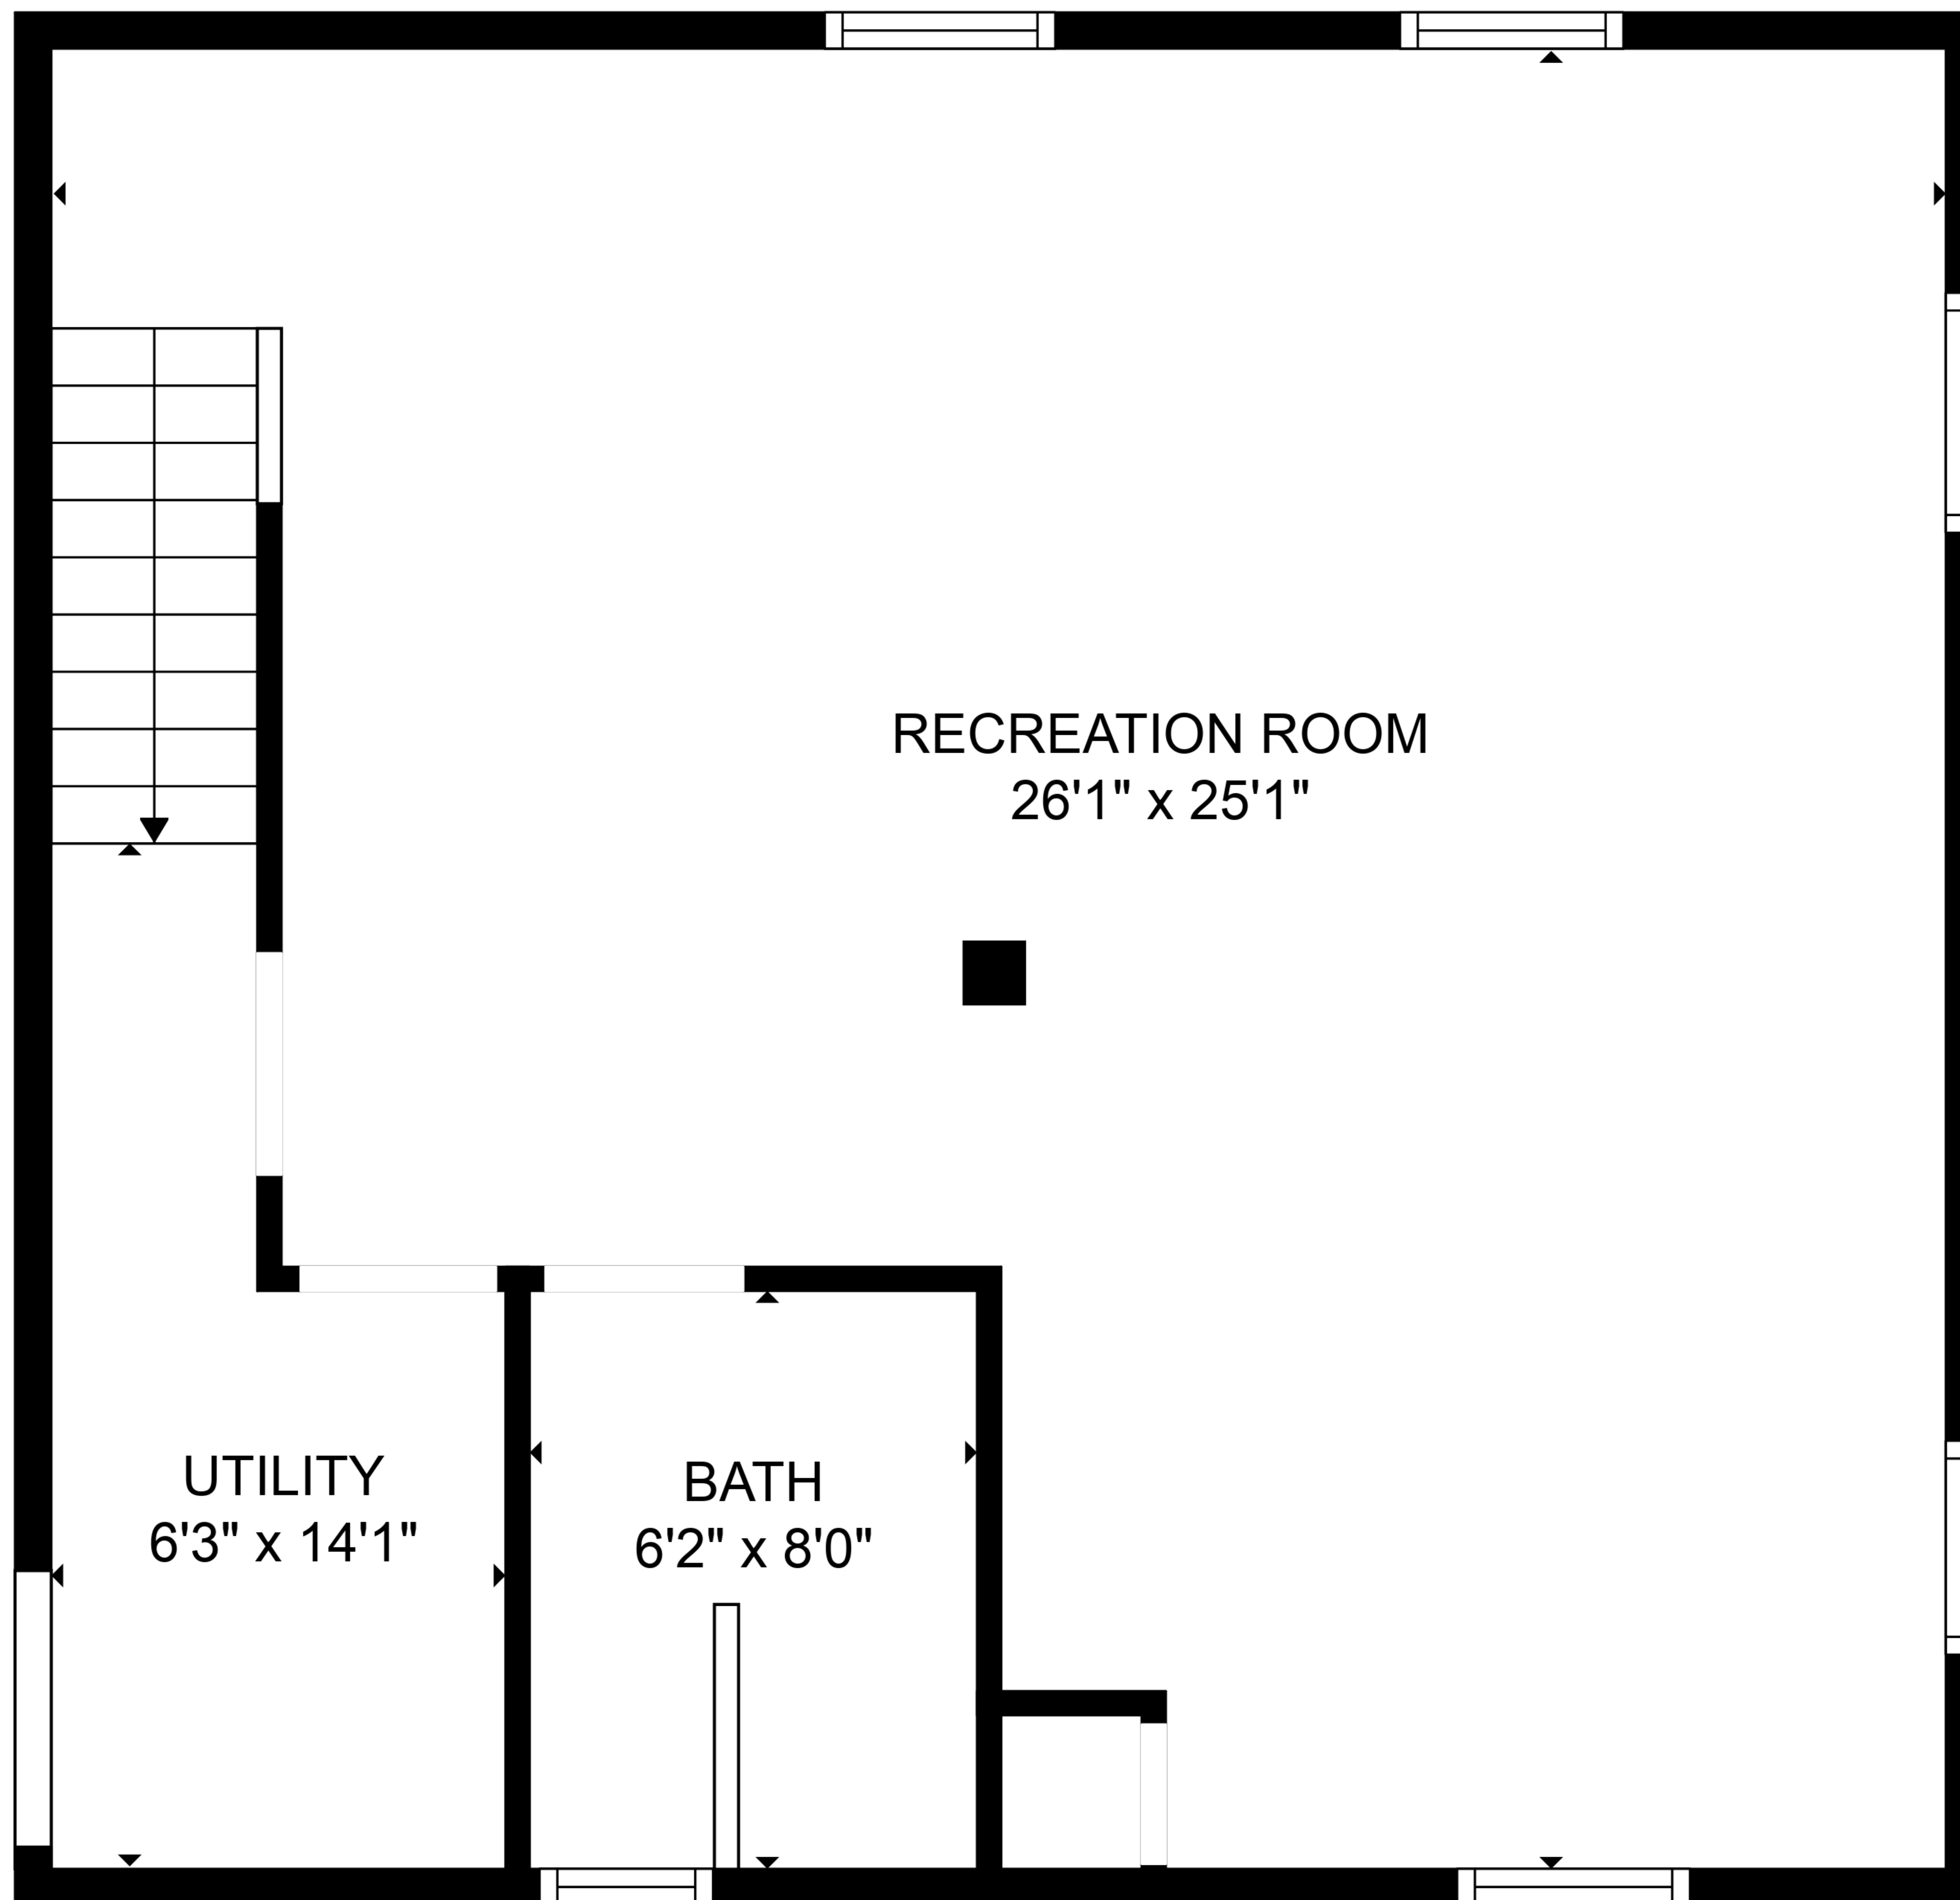 RECREATION ROOM
26'1" x 25'1"
UTILITY
6'3" x 14'1"
BATH
6'2" x 8'0"